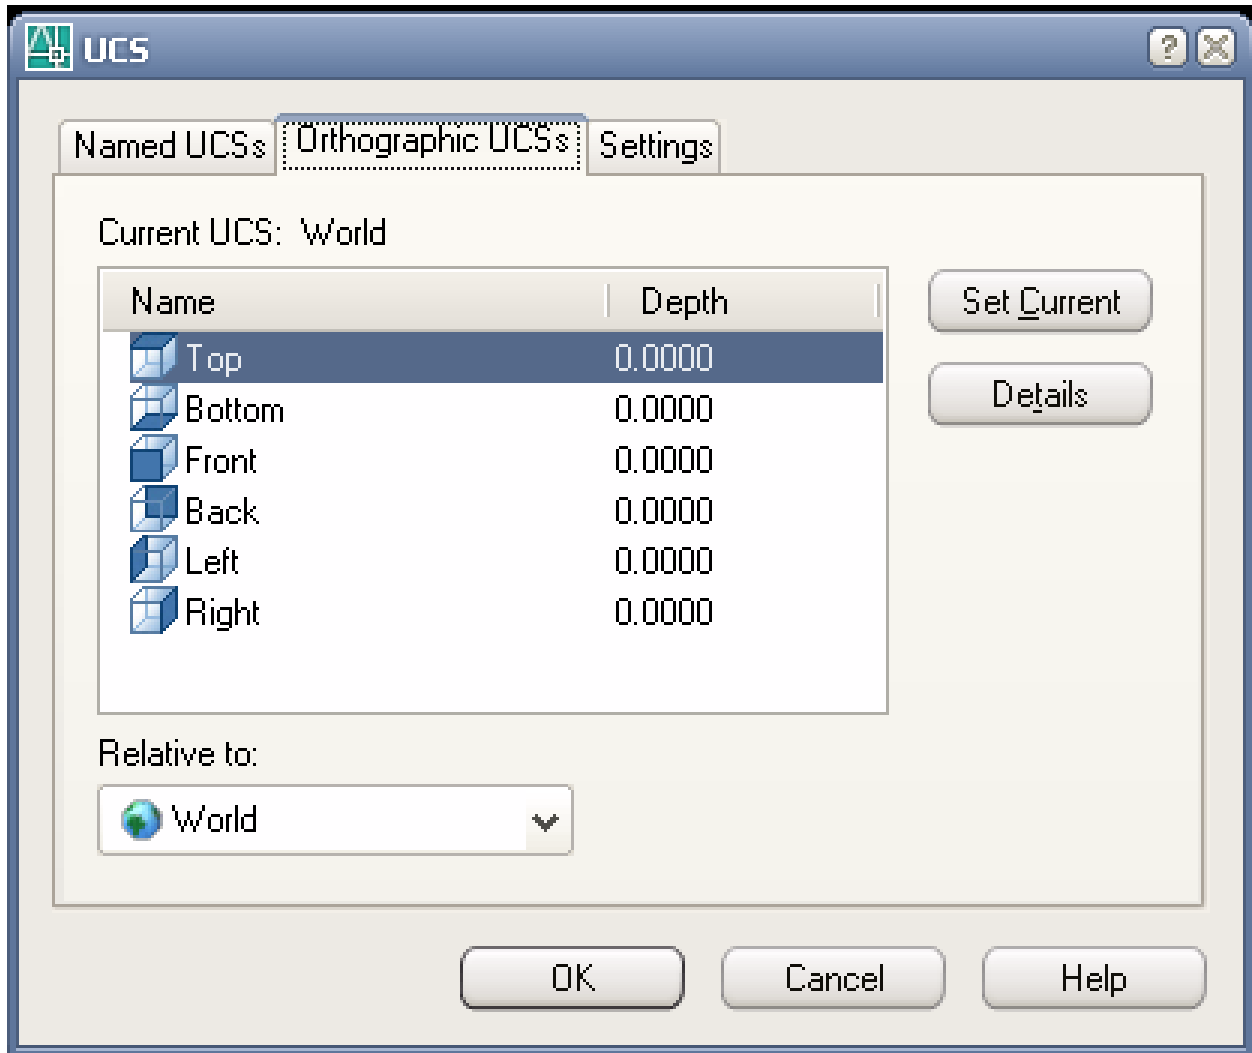 UCS
Named UCSs Orthographic UCSs Settings
Current UCS: World
Name Depth
Set Current
Top 0.0000
Details
Bottom 0.0000
Front 0.0000
Back 0.0000
Left 0.0000
Right 0.0000
Relative to:
World
OK Cancel Help